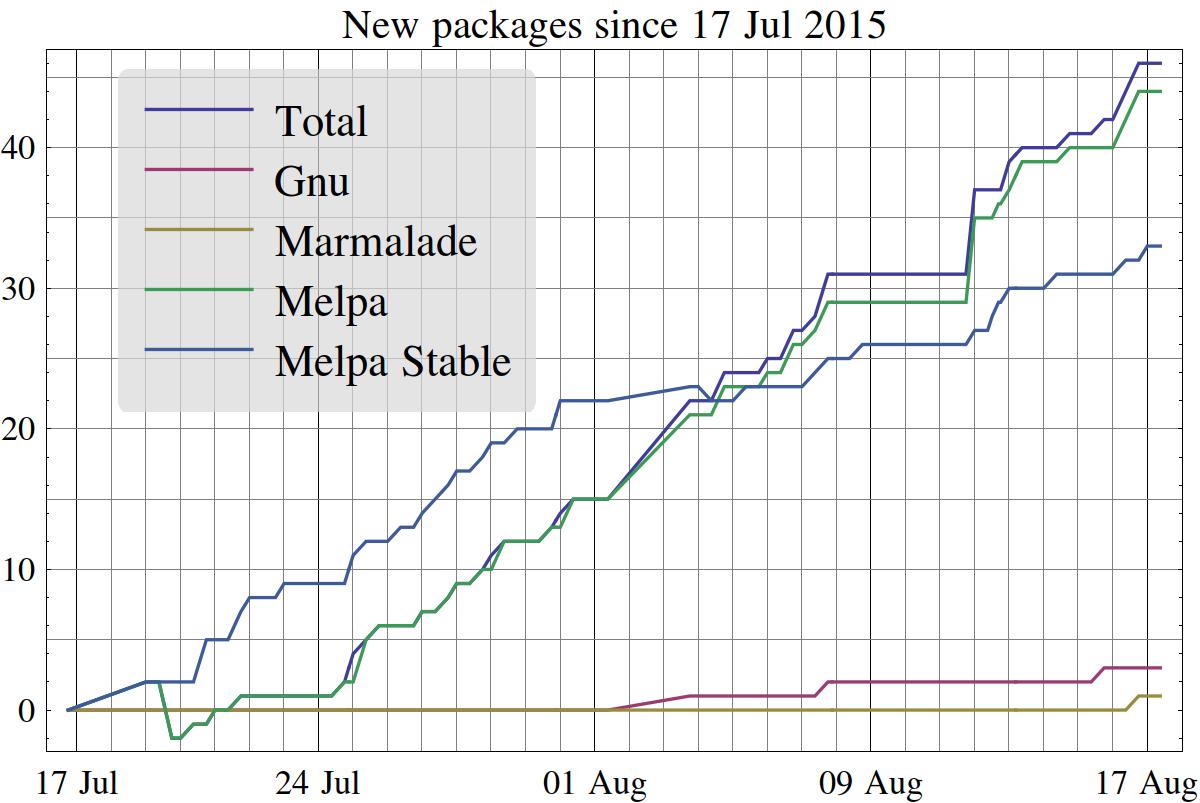 New packages since 17 Jul 2015
Total
Gnu
Marmalade
Melpa
Melpa Stable
40
30
20
10
0
17 Jul 24 Jul 01 Aug 09 Aug 17 Aug